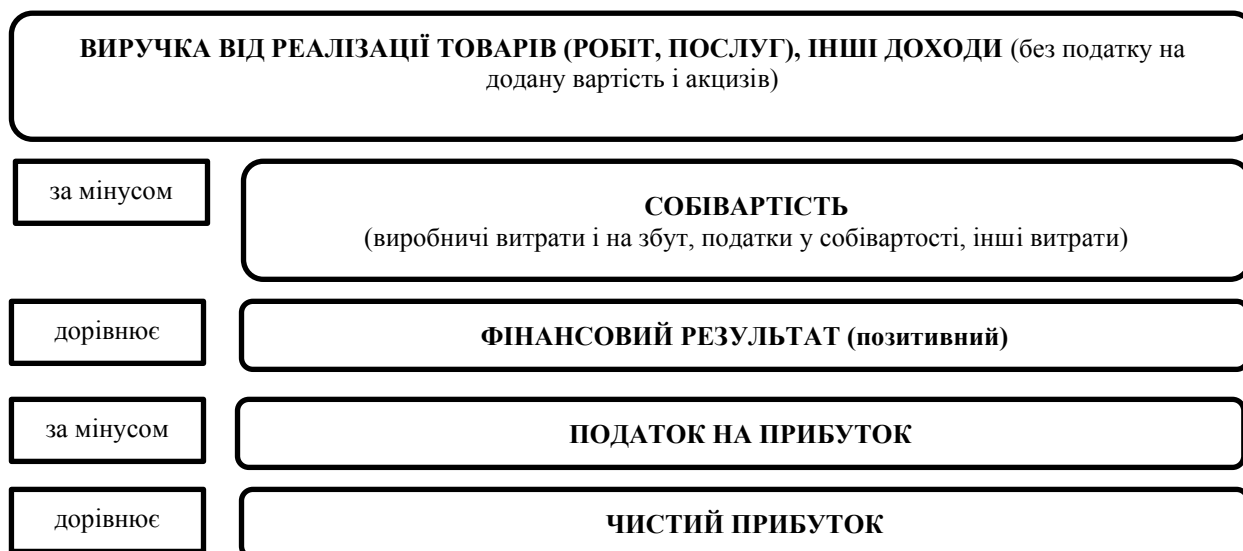 ВИРУЧКА ВІД РЕАЛІЗАЦІЇ ТОВАРІВ (РОБІТ, ПОСЛУГ), ІНШІ ДОХОДИ (без податку на
додану вартість і акцизів)
за мінусом
СОБІВАРТІСТЬ
(виробничі витрати і на збут, податки у собівартості, інші витрати)
дорівнює
ФІНАНСОВИЙ РЕЗУЛЬТАТ (позитивний)
за мінусом
ПОДАТОК НА ПРИБУТОК
дорівнює
ЧИСТИЙ ПРИБУТОК